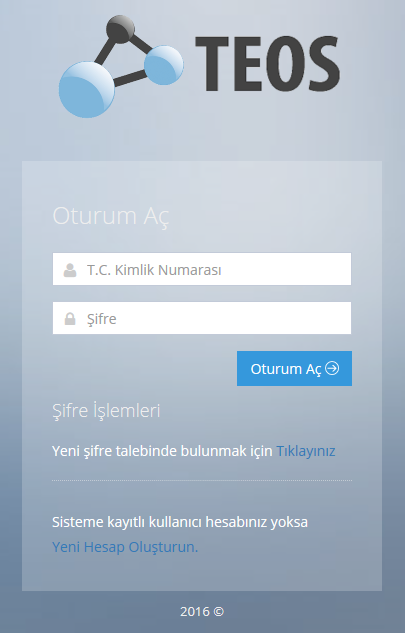 TEOS
Oturum Aç
T.C. Kimlik Numarası
Şifre
Oturum Aç
Şifre İşlemleri
Yeni şifre talebinde bulunmak için Tıklayınız
Sisteme kayıtlı kullanıcı hesabınız yoksa
Yeni Hesap Oluşturun.
2016 ©